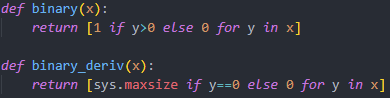 def binary(x):
    return [1 if y>0 else 0 for y in x]
def binary_deriv(x):
    return [sys.maxsize if y==0 else 0 for y in x]